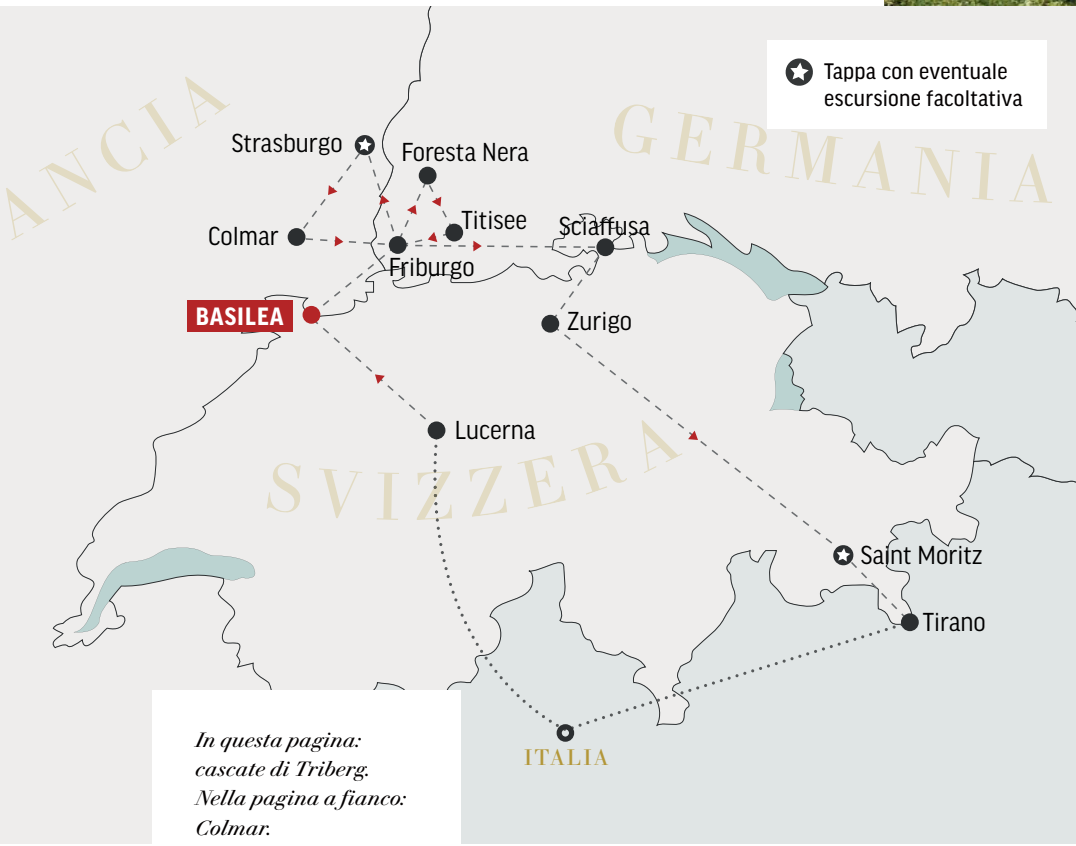 Tappa con eventuale
escursione facoltativa
ANCIA
GERMANIA
Strasburgo
Foresta Nera
Colmar
Titisee
Sciaffusa
Friburgo
BASILEA
Zurigo
Lucerna
SVIZZERA
Saint Moritz
Tirano
ITALIA
In questa pagina:
cascate di Triberg.
Nella pagina a fianco:
Colmar.